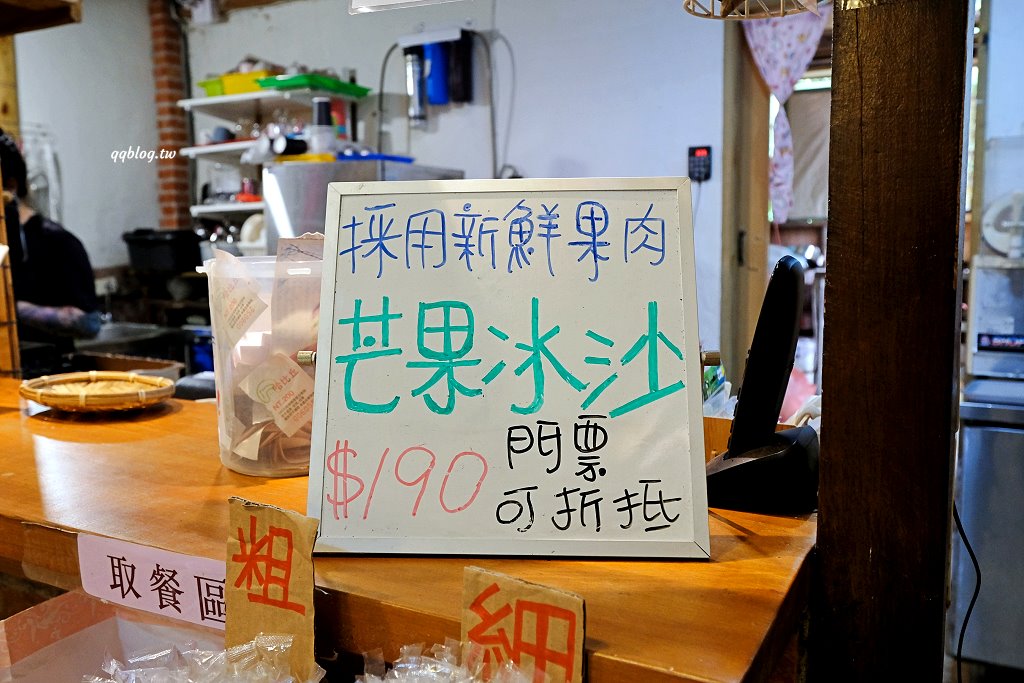 qqblog.tw
採用新鮮果肉
芒果冰沙
$190
門票
可折抵
取餐區
粗
細